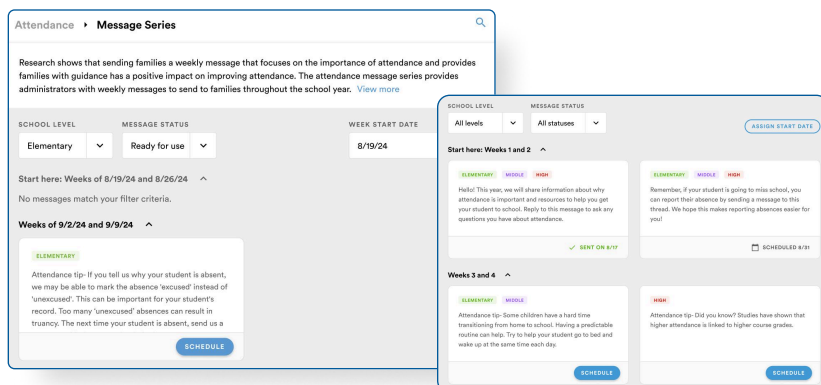 Attendance ▸ Message Series
Research shows that sending families a weekly message that focuses on the importance of attendance and provides
families with guidance has a positive impact on improving attendance. The attendance message series provides
administrators with weekly messages to send to families throughout the school year. View more
SCHOOL LEVEL MESSAGE STATUS WEEK START DATE
Elementary Ready for use 8/19/24
Start here: Weeks of 8/19/24 and 8/26/24
No messages match your filter criteria.
Weeks of 9/2/24 and 9/9/24
ELEMENTARY
Attendance tip- If you tell us why your student is absent,
we may be able to mark the absence 'excused' instead of
'unexcused'. This can be important for your student's
record. Too many 'unexcused' absences can result in
truancy. The next time your student is absent, send us a
SCHEDULE
SCHOOL LEVEL MESSAGE STATUS
All levels All statuses ASSIGN START DATE
Start here: Weeks 1 and 2
ELEMENTARY MIDDLE HIGH
Hello! This year, we will share information about why
attendance is important and resources to help you get
your student to school. Reply to this message to ask any
questions you have about attendance.
SENT ON 8/17
ELEMENTARY MIDDLE HIGH
Remember, if your student is going to miss school, you
can report their absence by sending a message to this
thread. We hope this makes reporting absences easier for
you!
SCHEDULED 8/31
Weeks 3 and 4
ELEMENTARY MIDDLE
Attendance tip- Some children have a hard time
transitioning from home to school. Having a predictable
routine can help. Try to help your student go to bed and
wake up at the same time each day.
SCHEDULE
HIGH
Attendance tip- Did you know? Studies have shown that
higher attendance is linked to higher course grades.
SCHEDULE